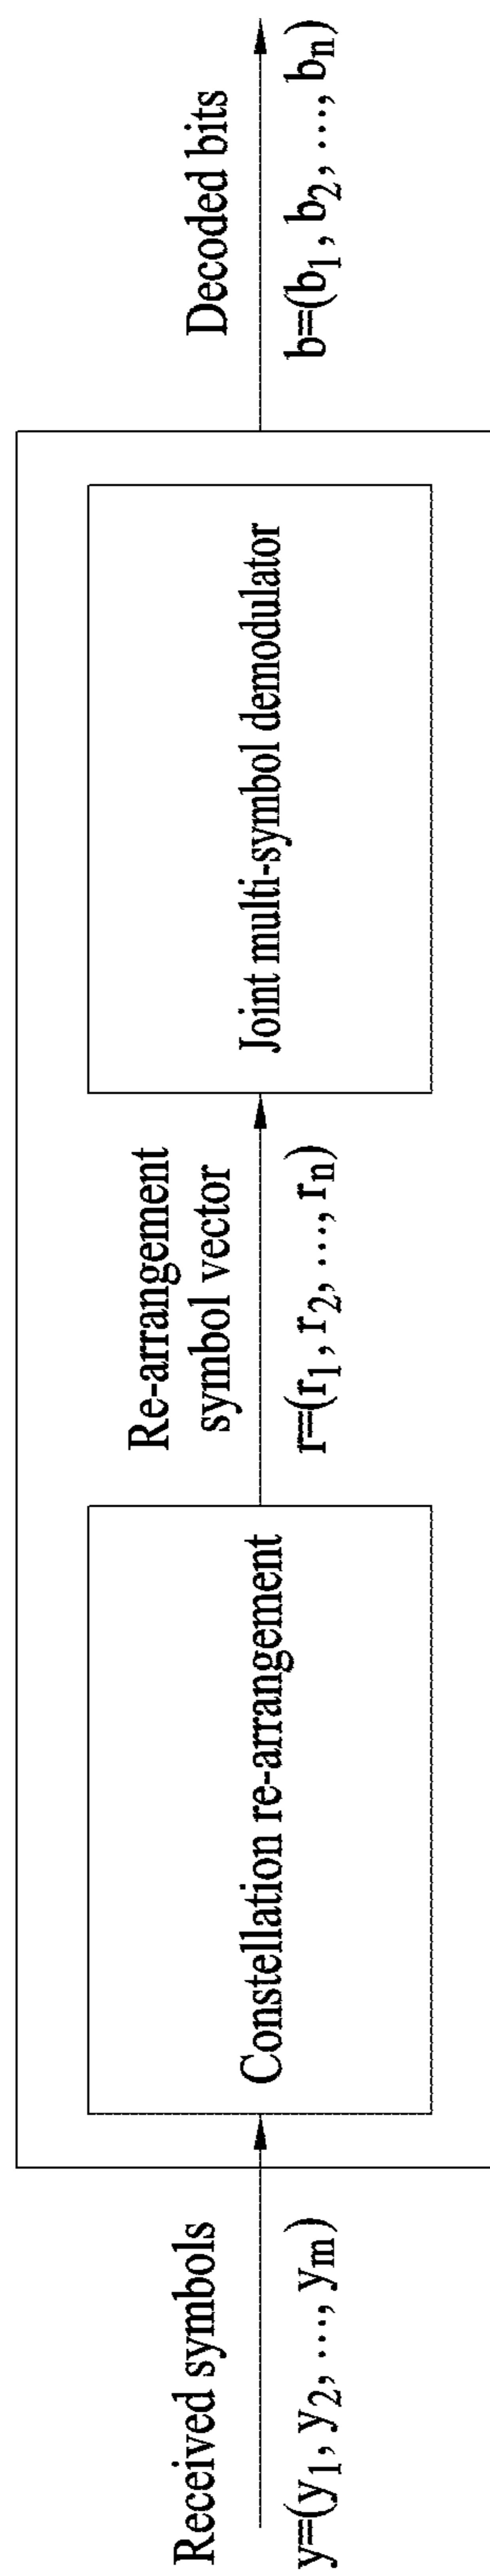 Received symbols
y=(y1, y2, ..., ym)
Constellation re-arrangement
Re-arrangement
symbol vector
r=(r1, r2, ..., rn)
Joint multi-symbol demodulator
Decoded bits
b=(b1, b2, ..., bn)